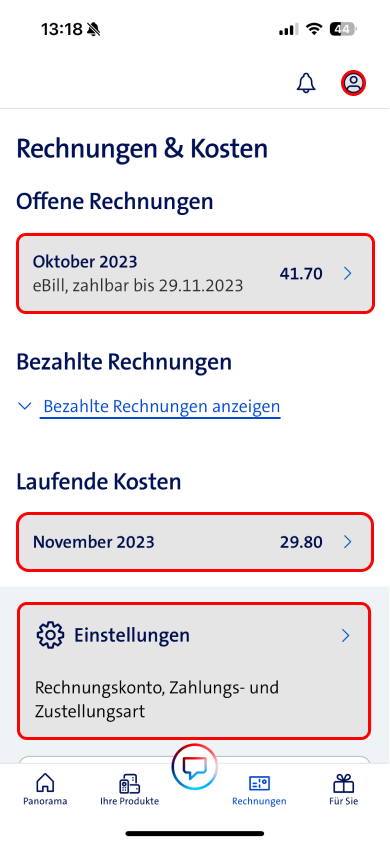 13:18
44
Rechnungen & Kosten
Offene Rechnungen
Oktober 2023
eBill, zahlbar bis 29.11.2023
41.70
Bezahlte Rechnungen
Bezahlte Rechnungen anzeigen
Laufende Kosten
November 2023
29.80
Einstellungen
Rechnungskonto, Zahlungs- und
Zustellungsart
Panorama
Ihre Produkte
Rechnungen
Für Sie